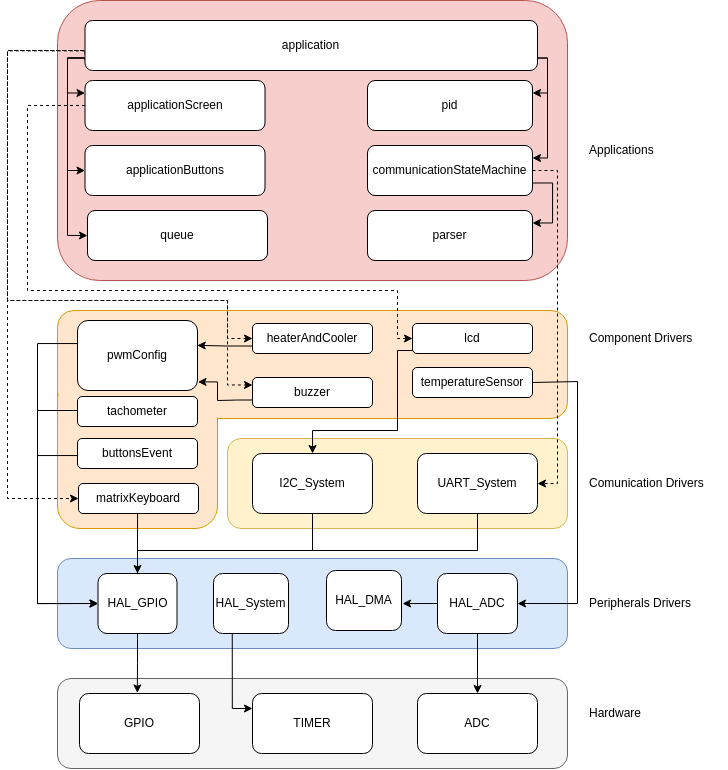 application
applicationScreen
pid
Applications
applicationButtons
communicationStateMachine
queue
parser
pwmConfig
heaterAndCooler
lcd
Component Drivers
temperatureSensor
buzzer
tachometer
buttonsEvent
I2C_System
UART_System
Comunication Drivers
matrixKeyboard
HAL_GPIO
HAL_System
HAL_DMA
HAL_ADC
Peripherals Drivers
GPIO
TIMER
ADC
Hardware